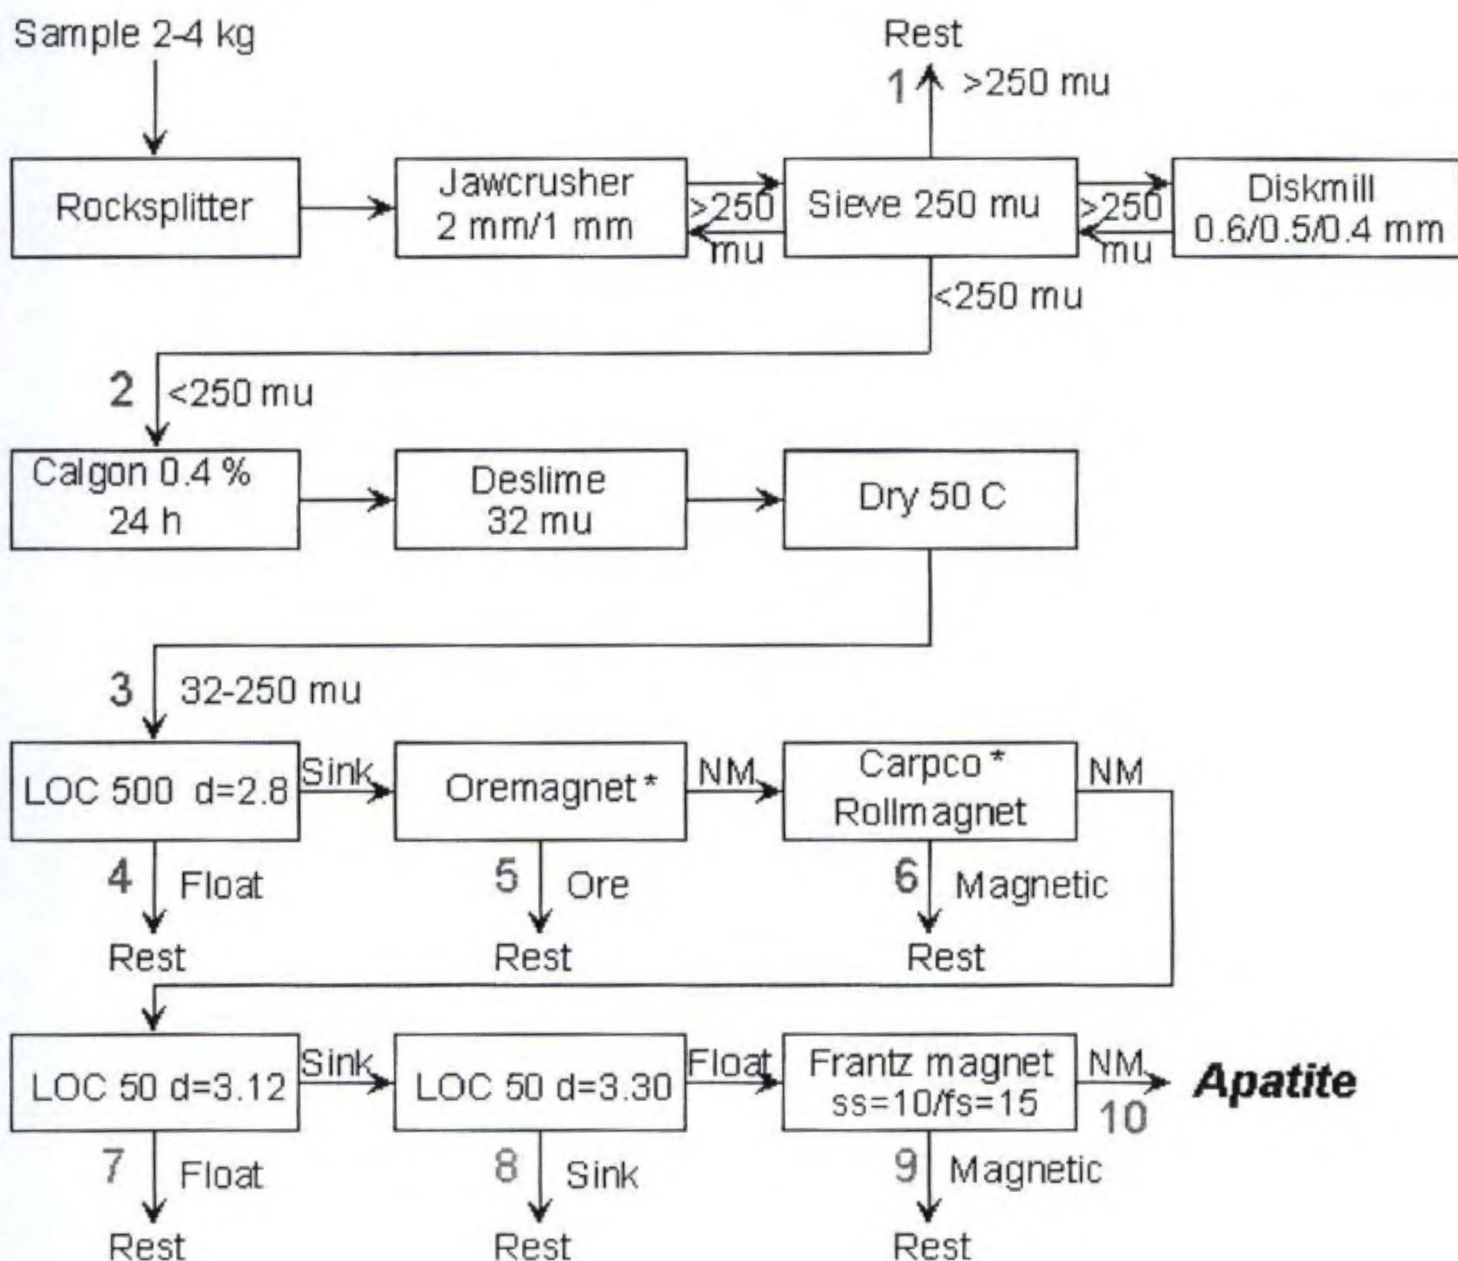 Sample 2-4 kg
Rest
1 >250 mu
Rocksplitter
Jawcrusher
2 mm/1 mm
>250
mu
Sieve 250 mu
>250
mu
Diskmill
0.6/0.5/0.4 mm
<250 mu
2 <250 mu
Calgon 0.4 %
24 h
Deslime
32 mu
Dry 50 C
3 32-250 mu
LOC 500 d=2.8
Sink
Oremagnet *
NM
Carpco *
Rollmagnet
NM
4 Float
5 Ore
6 Magnetic
Rest
Rest
Rest
LOC 50 d=3.12
Sink
LOC 50 d=3.30
Float
Frantz magnet
ss=10/fs=15
NM
10
Apatite
7 Float
8 Sink
9 Magnetic
Rest
Rest
Rest